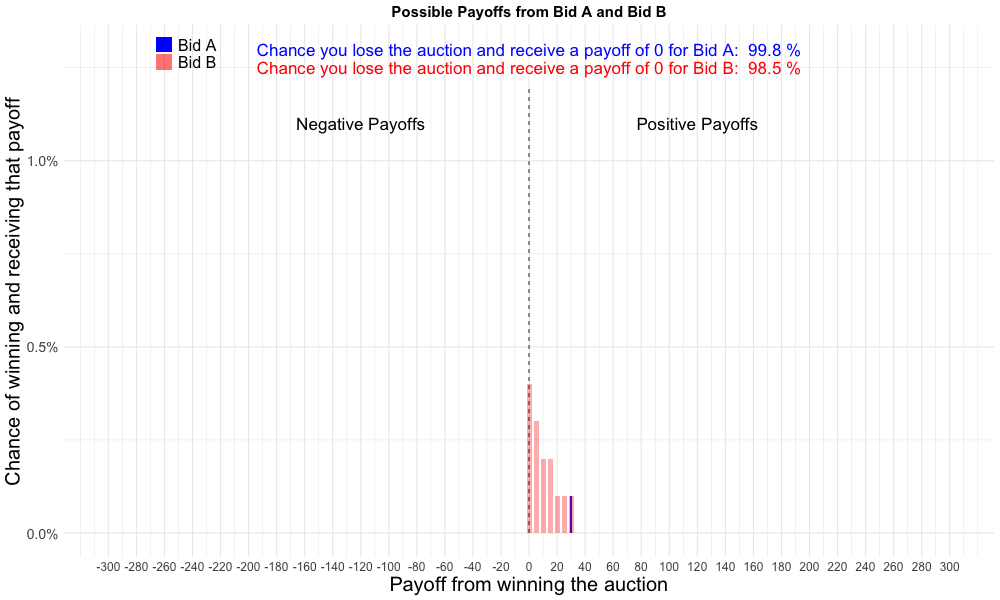 Possible Payoffs from Bid A and Bid B
Bid A
Bid B
Chance you lose the auction and receive a payoff of 0 for Bid A:  99.8 %
Chance you lose the auction and receive a payoff of 0 for Bid B:  98.5 %
Negative Payoffs
Positive Payoffs
Chance of winning and receiving that payoff
1.0%
0.5%
0.0%
-300 -280 -260 -240 -220 -200 -180 -160 -140 -120 -100 -80 -60 -40 -20 0 20 40 60 80 100 120 140 160 180 200 220 240 260 280 300
Payoff from winning the auction